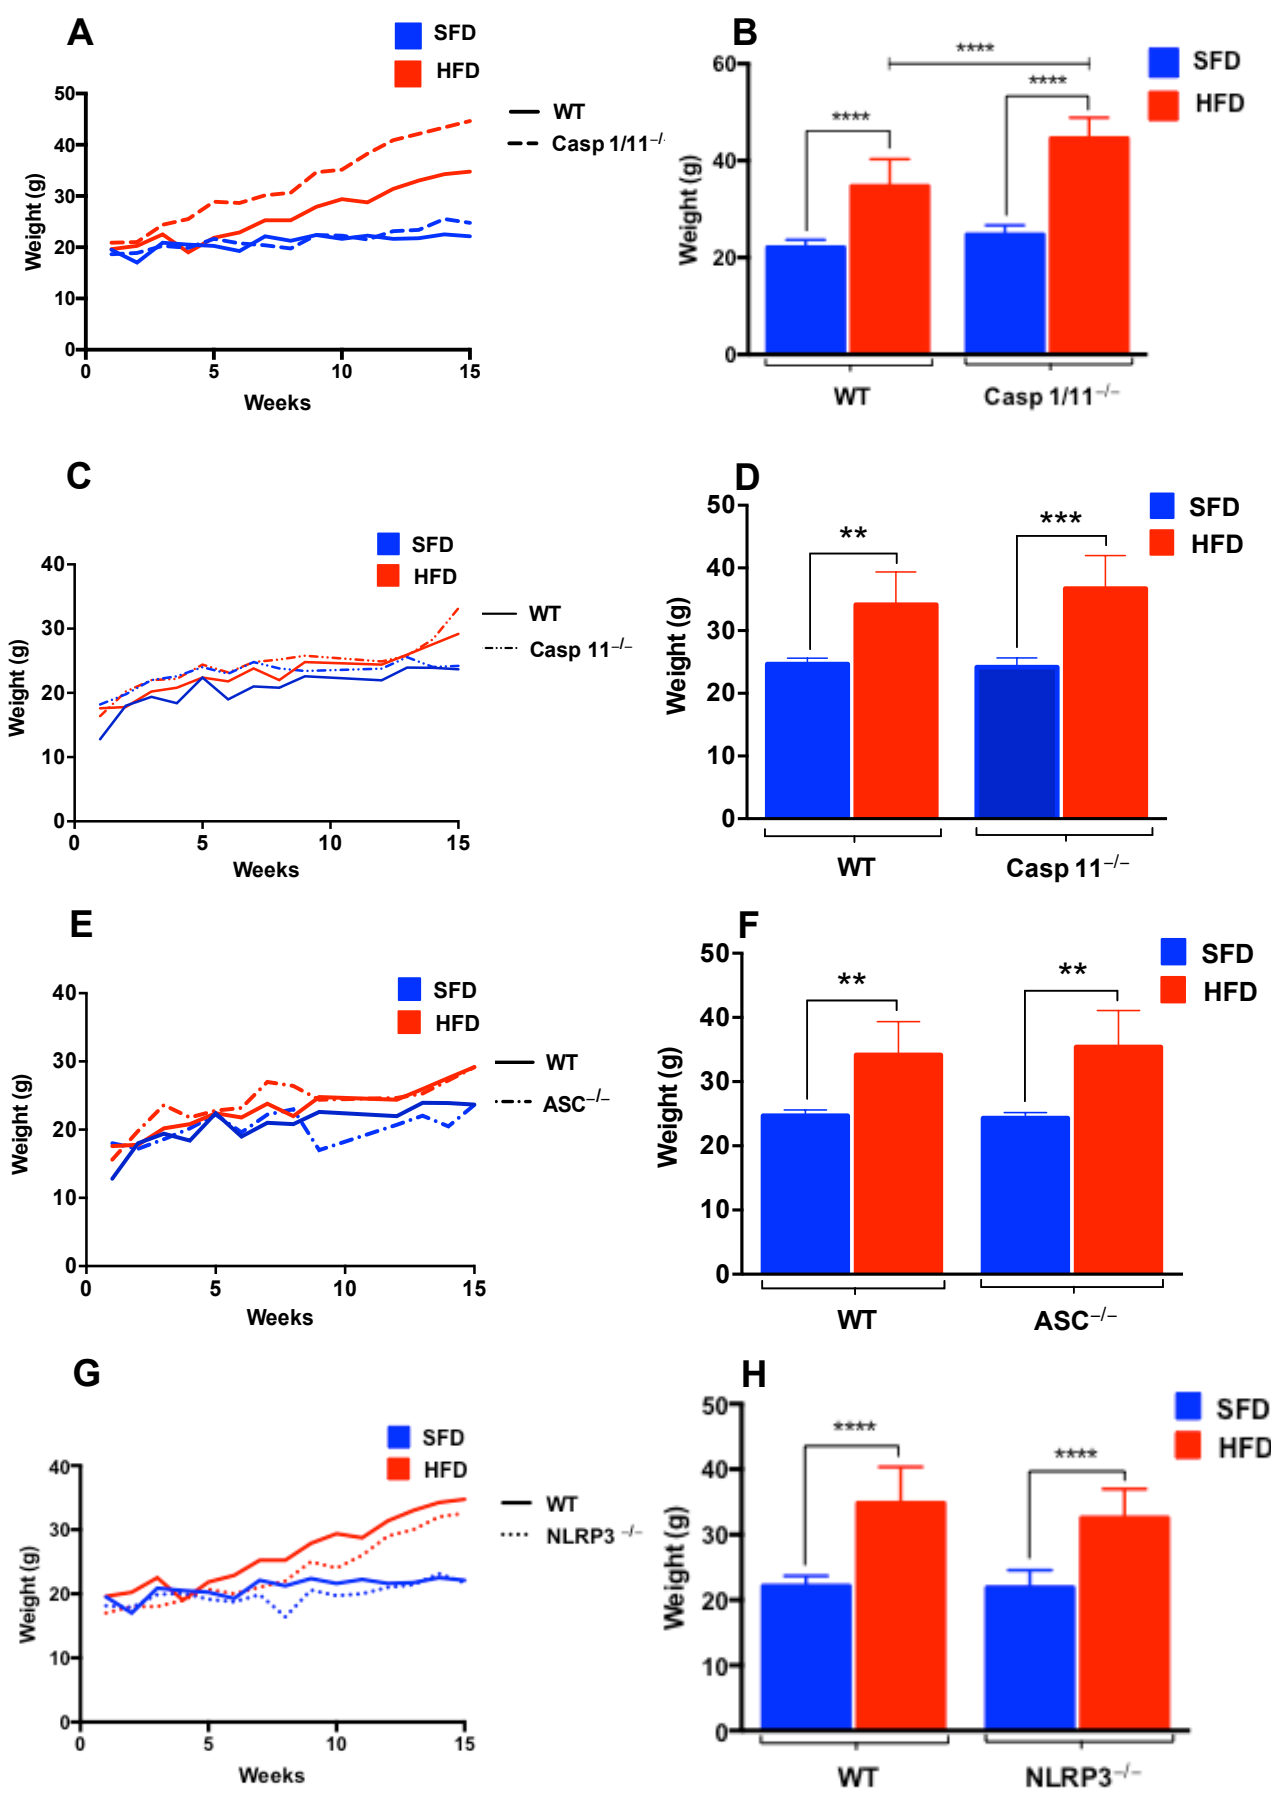 A
SFD
HFD
WT
Casp 1/11−/-
50
40
30
20
10
0
Weight (g)
0 5 10 15
Weeks
B
SFD
HFD
****
****
****
60
40
20
0
Weight (g)
WT Casp 1/11−/−
C
SFD
HFD
WT
Casp 11−/−
40
30
20
10
0
Weight (g)
0 5 10 15
Weeks
D
SFD
HFD
**
***
50
40
30
20
10
0
Weight (g)
WT Casp 11−/−
E
SFD
HFD
WT
ASC−/−
40
30
20
10
0
Weight (g)
0 5 10 15
Weeks
F
SFD
HFD
**
**
50
40
30
20
10
0
Weight (g)
WT ASC−/−
G
SFD
HFD
WT
NLRP3 −/−
40
30
20
10
0
Weight (g)
0 5 10 15
Weeks
H
SFD
HFD
****
****
50
40
30
20
10
0
Weight (g)
WT NLRP3−/−